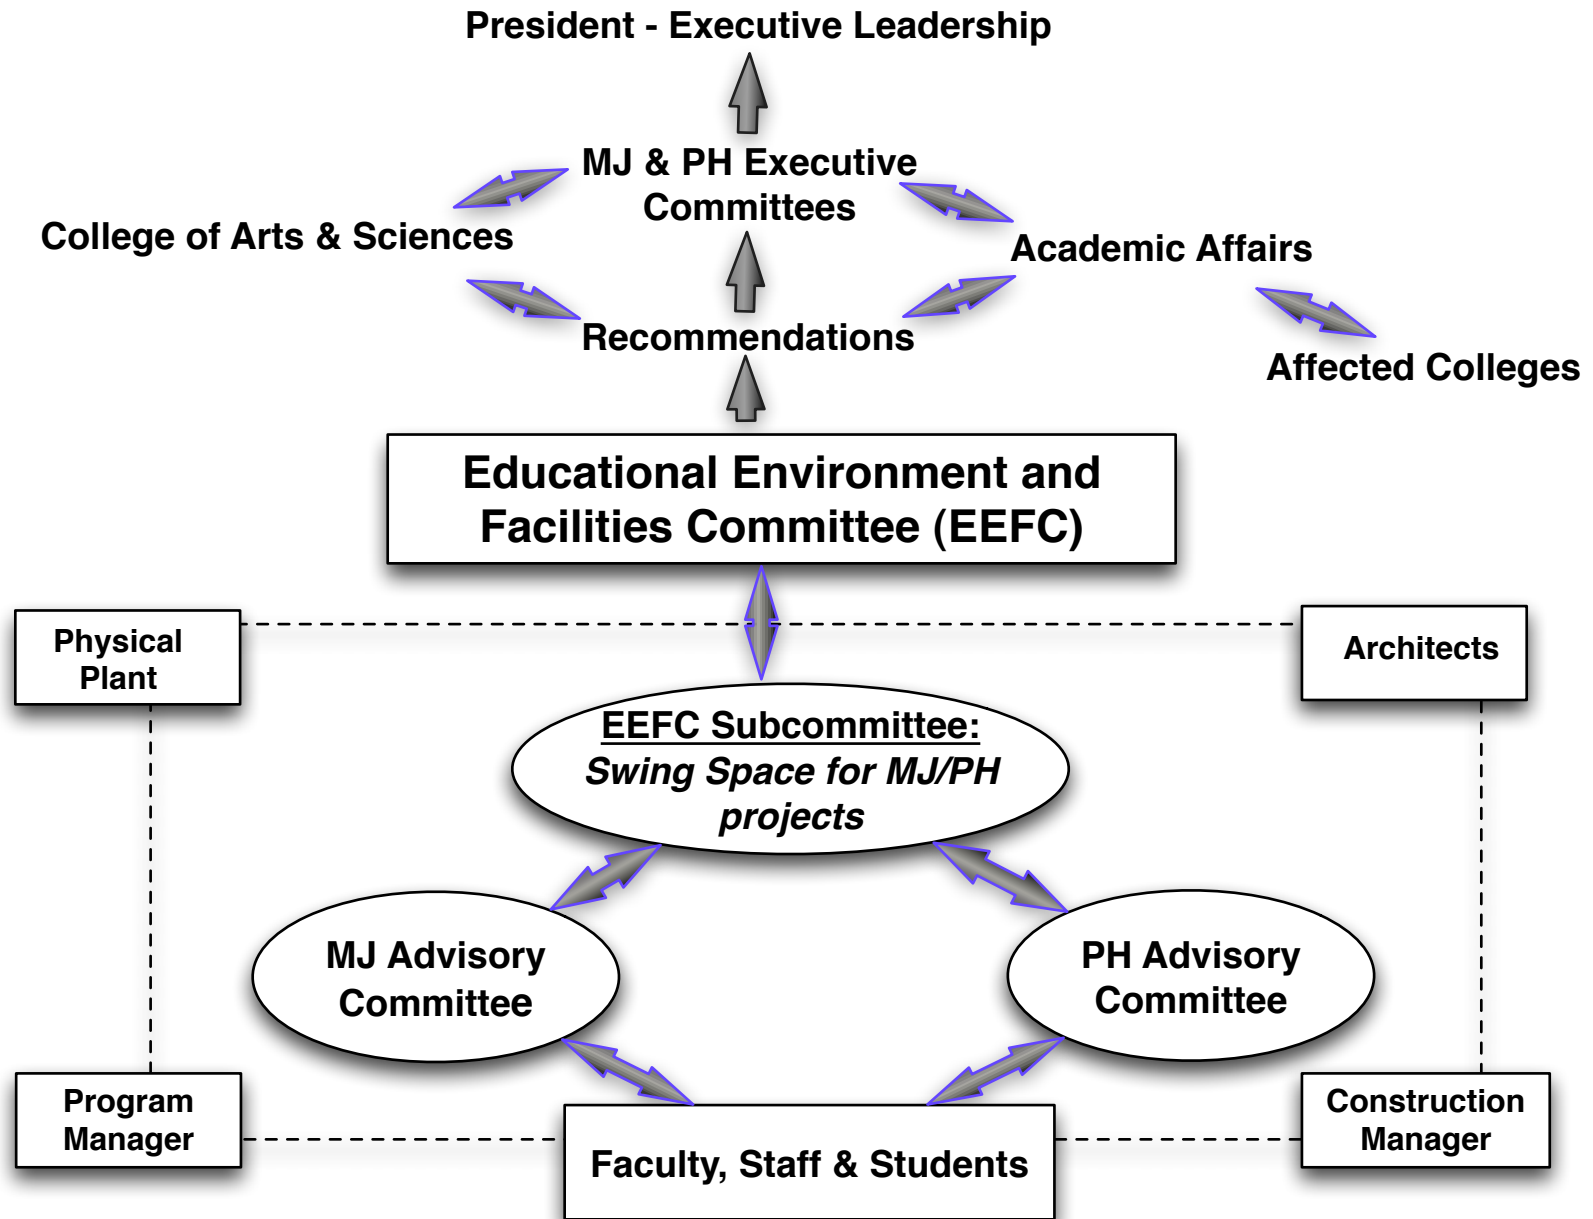 President - Executive Leadership
MJ & PH Executive
Committees
College of Arts & Sciences
Academic Affairs
Recommendations
Affected Colleges
Educational Environment and
Facilities Committee (EEFC)
Physical
Plant
Architects
EEFC Subcommittee:
Swing Space for MJ/PH
projects
MJ Advisory
Committee
PH Advisory
Committee
Program
Manager
Construction
Manager
Faculty, Staff & Students